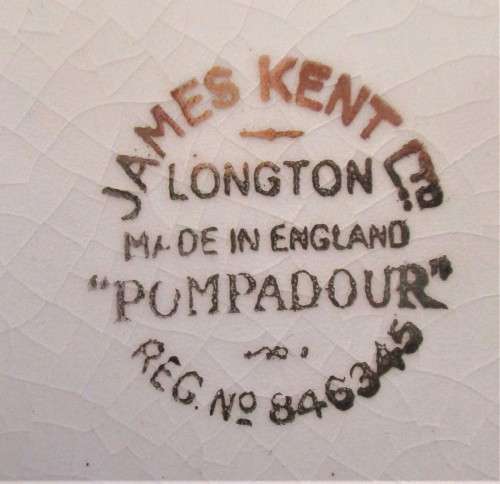 JAMES KENT LTD.
LONGTON
MADE IN ENGLAND
"POMPADOUR"
REG. No 846345